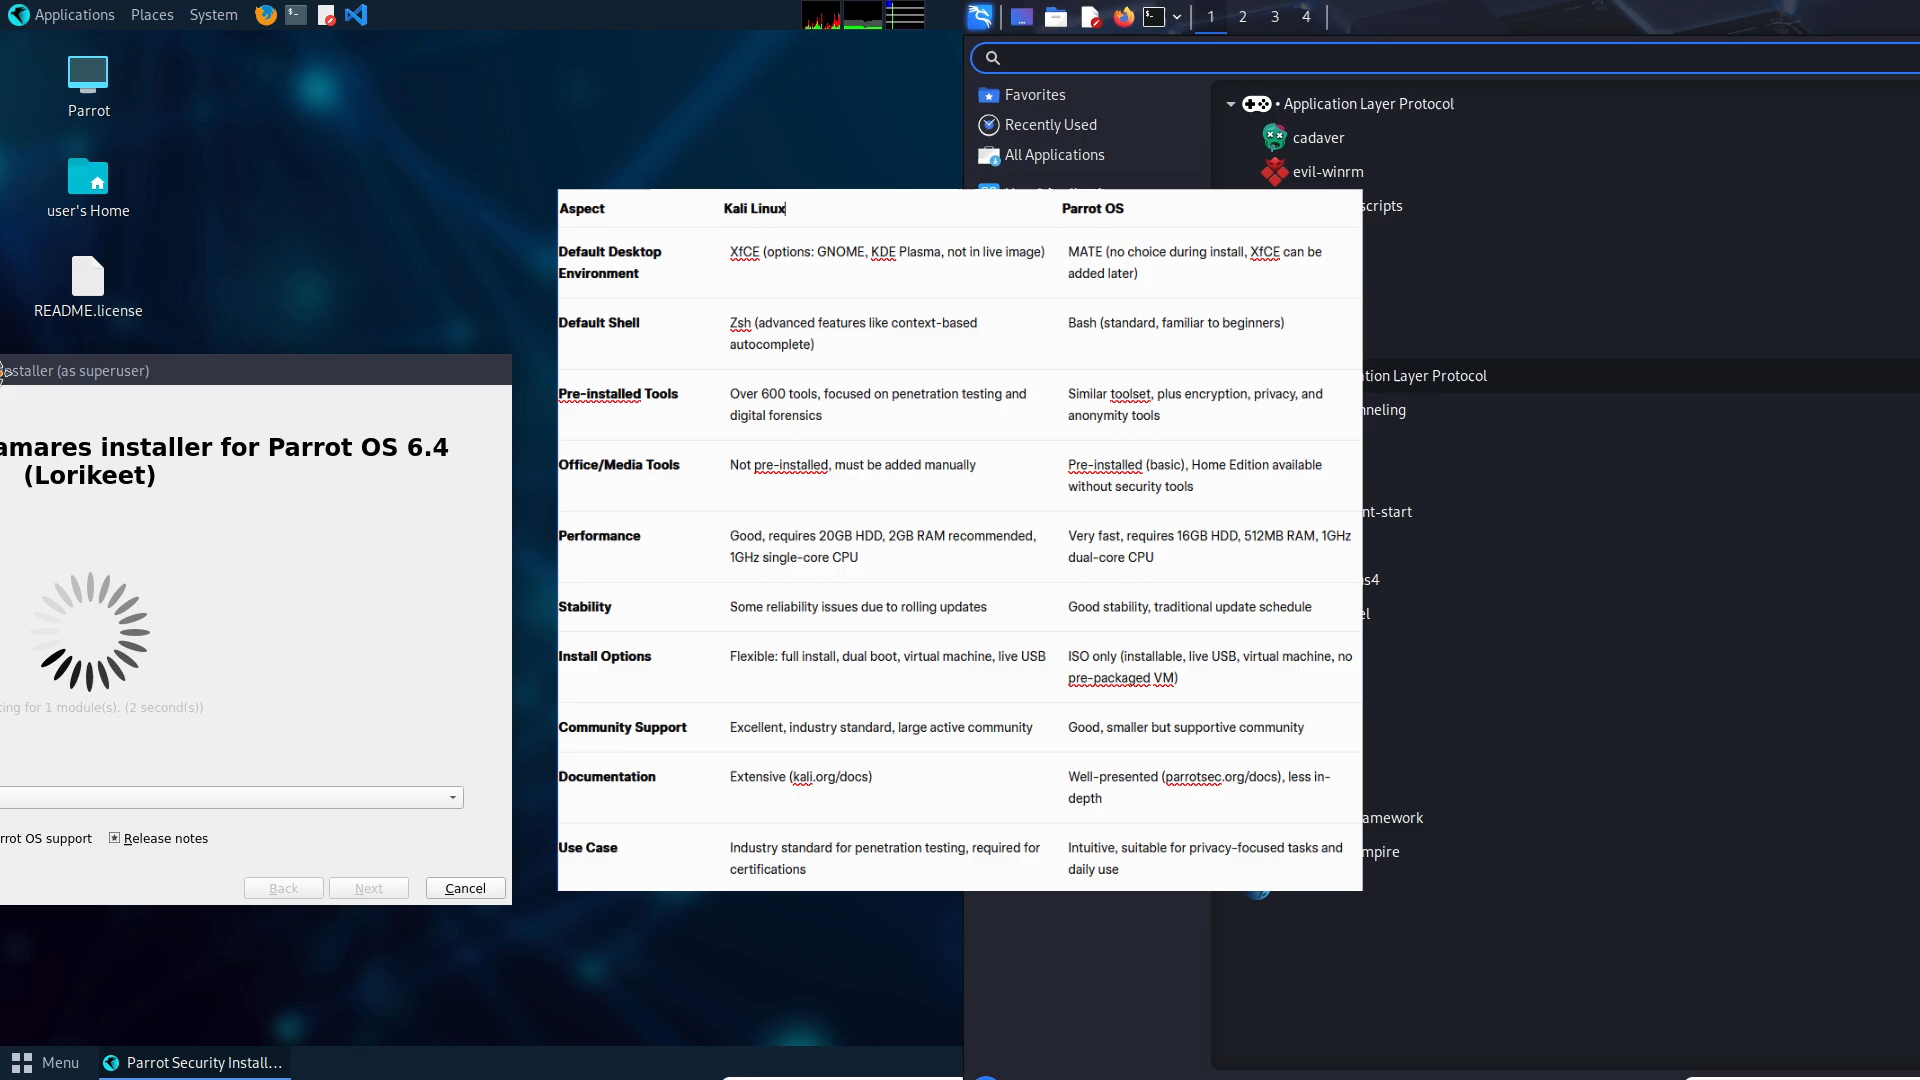 Applications Places System
1 2 3 4
Parrot
user's Home
README.license
nstaller (as superuser)
amares installer for Parrot OS 6.4
(Lorikeet)
ting for 1 module(s). (2 second(s))
rrot OS support Release notes
Back Next Cancel
Menu Parrot Security Install...
Favorites
Recently Used
All Applications
• Application Layer Protocol
cadaver
evil-winrm
scripts
tion Layer Protocol
nneling
nt-start
ns4
el
amework
mpire
Aspect Kali Linux Parrot OS
Default Desktop XfCE (options: GNOME, KDE Plasma, not in live image) MATE (no choice during install, XfCE can be
Environment added later)
Default Shell Zsh (advanced features like context-based Bash (standard, familiar to beginners)
autocomplete)
Pre-installed Tools Over 600 tools, focused on penetration testing and Similar toolset, plus encryption, privacy, and
digital forensics anonymity tools
Office/Media Tools Not pre-installed, must be added manually Pre-installed (basic), Home Edition available
without security tools
Performance Good, requires 20GB HDD, 2GB RAM recommended, Very fast, requires 16GB HDD, 512MB RAM, 1GHz
1GHz single-core CPU dual-core CPU
Stability Some reliability issues due to rolling updates Good stability, traditional update schedule
Install Options Flexible: full install, dual boot, virtual machine, live USB ISO only (installable, live USB, virtual machine, no
pre-packaged VM)
Community Support Excellent, industry standard, large active community Good, smaller but supportive community
Documentation Extensive (kali.org/docs) Well-presented (parrotsec.org/docs), less in-
depth
Use Case Industry standard for penetration testing, required for Intuitive, suitable for privacy-focused tasks and
certifications daily use